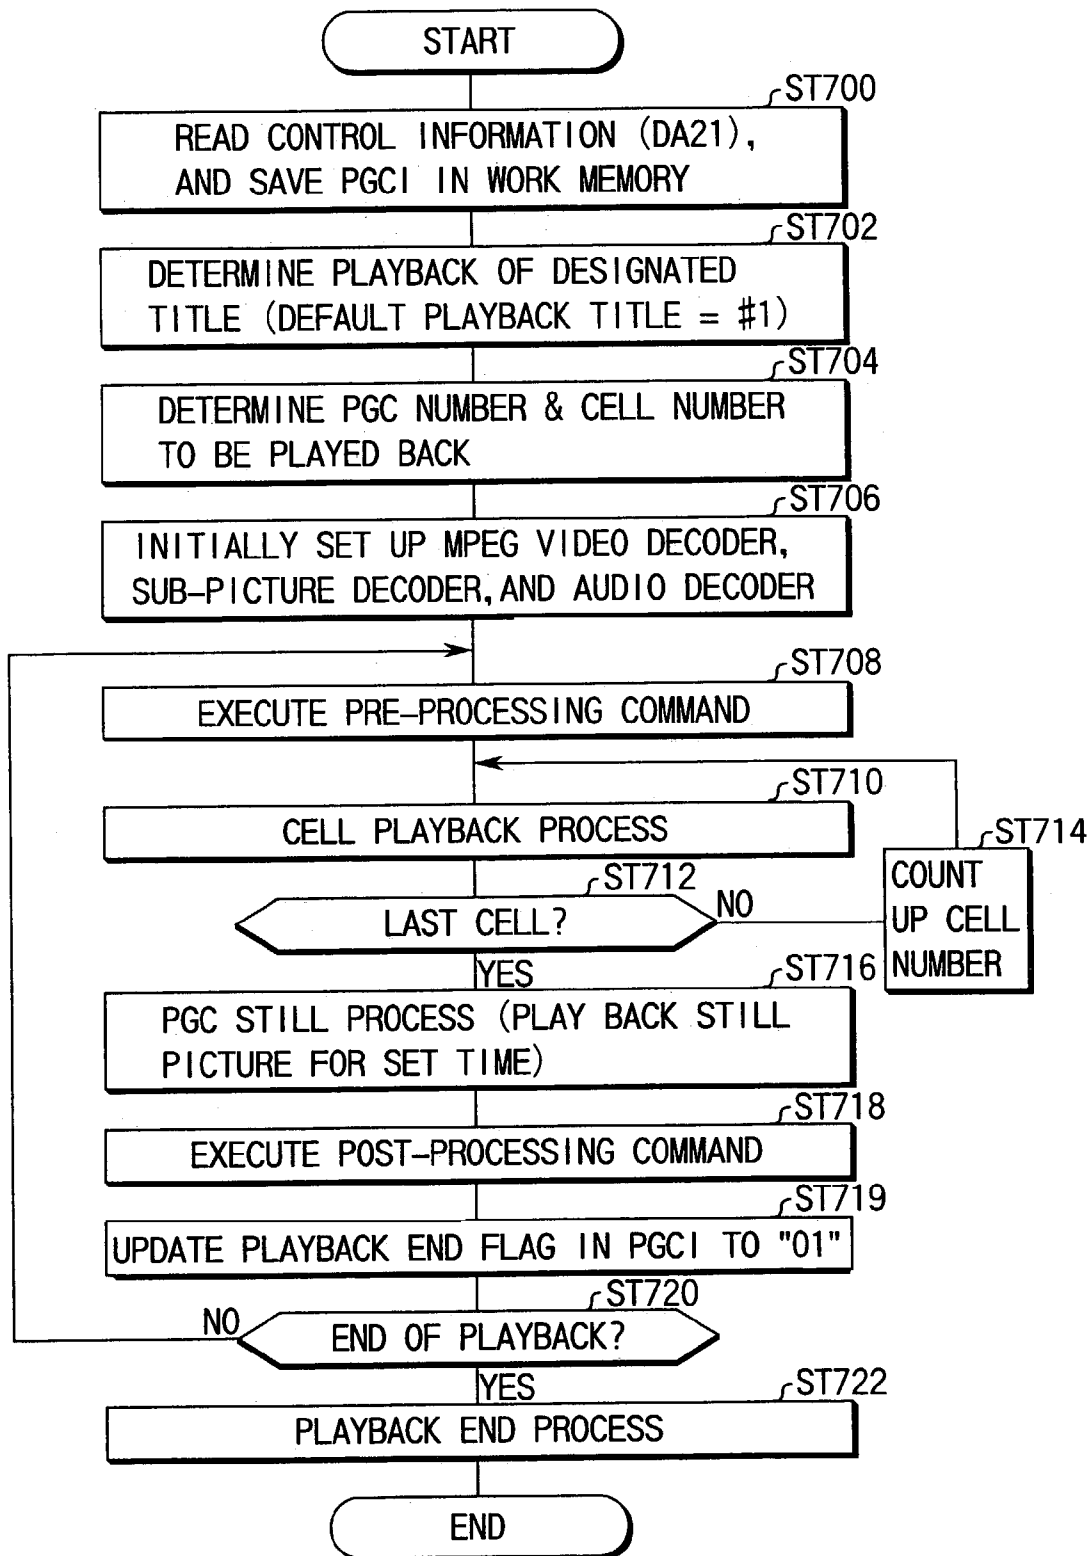 START
ST700
READ CONTROL INFORMATION (DA21),
AND SAVE PGCI IN WORK MEMORY
ST702
DETERMINE PLAYBACK OF DESIGNATED
TITLE (DEFAULT PLAYBACK TITLE = #1)
ST704
DETERMINE PGC NUMBER & CELL NUMBER
TO BE PLAYED BACK
ST706
INITIALLY SET UP MPEG VIDEO DECODER,
SUB-PICTURE DECODER, AND AUDIO DECODER
ST708
EXECUTE PRE-PROCESSING COMMAND
ST710
CELL PLAYBACK PROCESS
ST712
LAST CELL?
NO
ST714
COUNT
UP CELL
NUMBER
YES
ST716
PGC STILL PROCESS (PLAY BACK STILL
PICTURE FOR SET TIME)
ST718
EXECUTE POST-PROCESSING COMMAND
ST719
UPDATE PLAYBACK END FLAG IN PGCI TO "01"
ST720
NO
END OF PLAYBACK?
YES
ST722
PLAYBACK END PROCESS
END